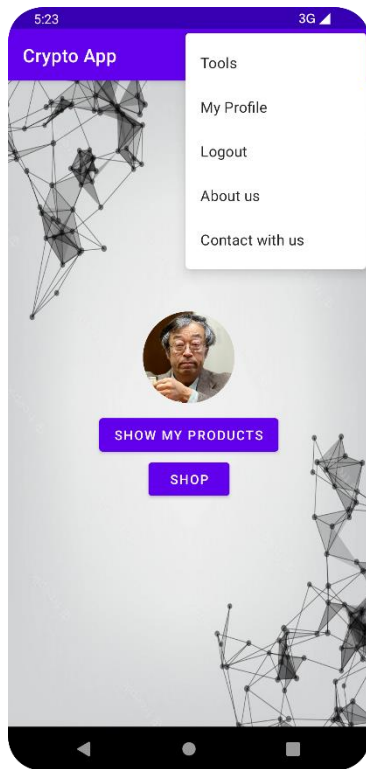 5:23 3G
Crypto App
Tools
My Profile
Logout
About us
Contact with us
SHOW MY PRODUCTS
SHOP